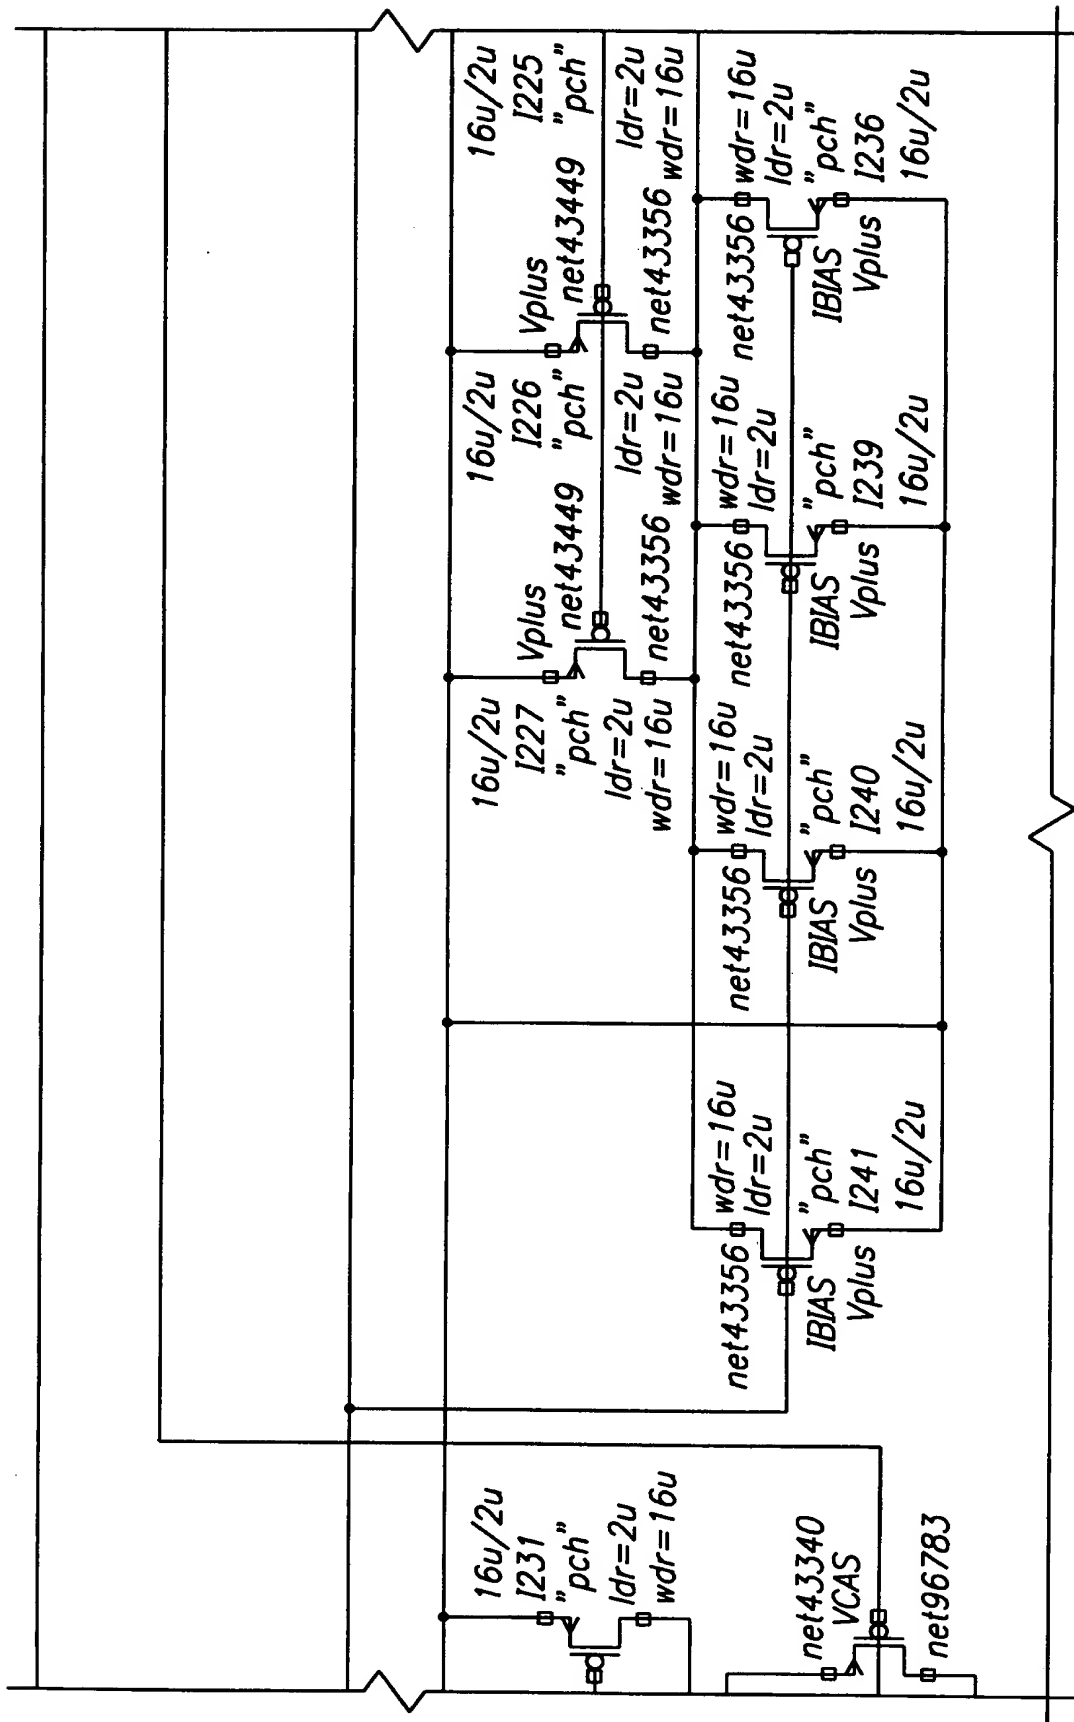 16u/2u
I225
"pch"
ldr=2u
wdr=16u
Vplus
net43449
net43356
16u/2u
I226
"pch"
ldr=2u
wdr=16u
Vplus
net43449
net43356
16u/2u
I227
"pch"
ldr=2u
wdr=16u
wdr=16u
ldr=2u
"pch"
I236
16u/2u
net43356
IBIAS
Vplus
wdr=16u
ldr=2u
"pch"
I239
16u/2u
net43356
IBIAS
Vplus
wdr=16u
ldr=2u
"pch"
I240
16u/2u
net43356
IBIAS
Vplus
wdr=16u
ldr=2u
"pch"
I241
16u/2u
net43356
IBIAS
Vplus
16u/2u
I231
"pch"
ldr=2u
wdr=16u
net43340
VCAS
net96783